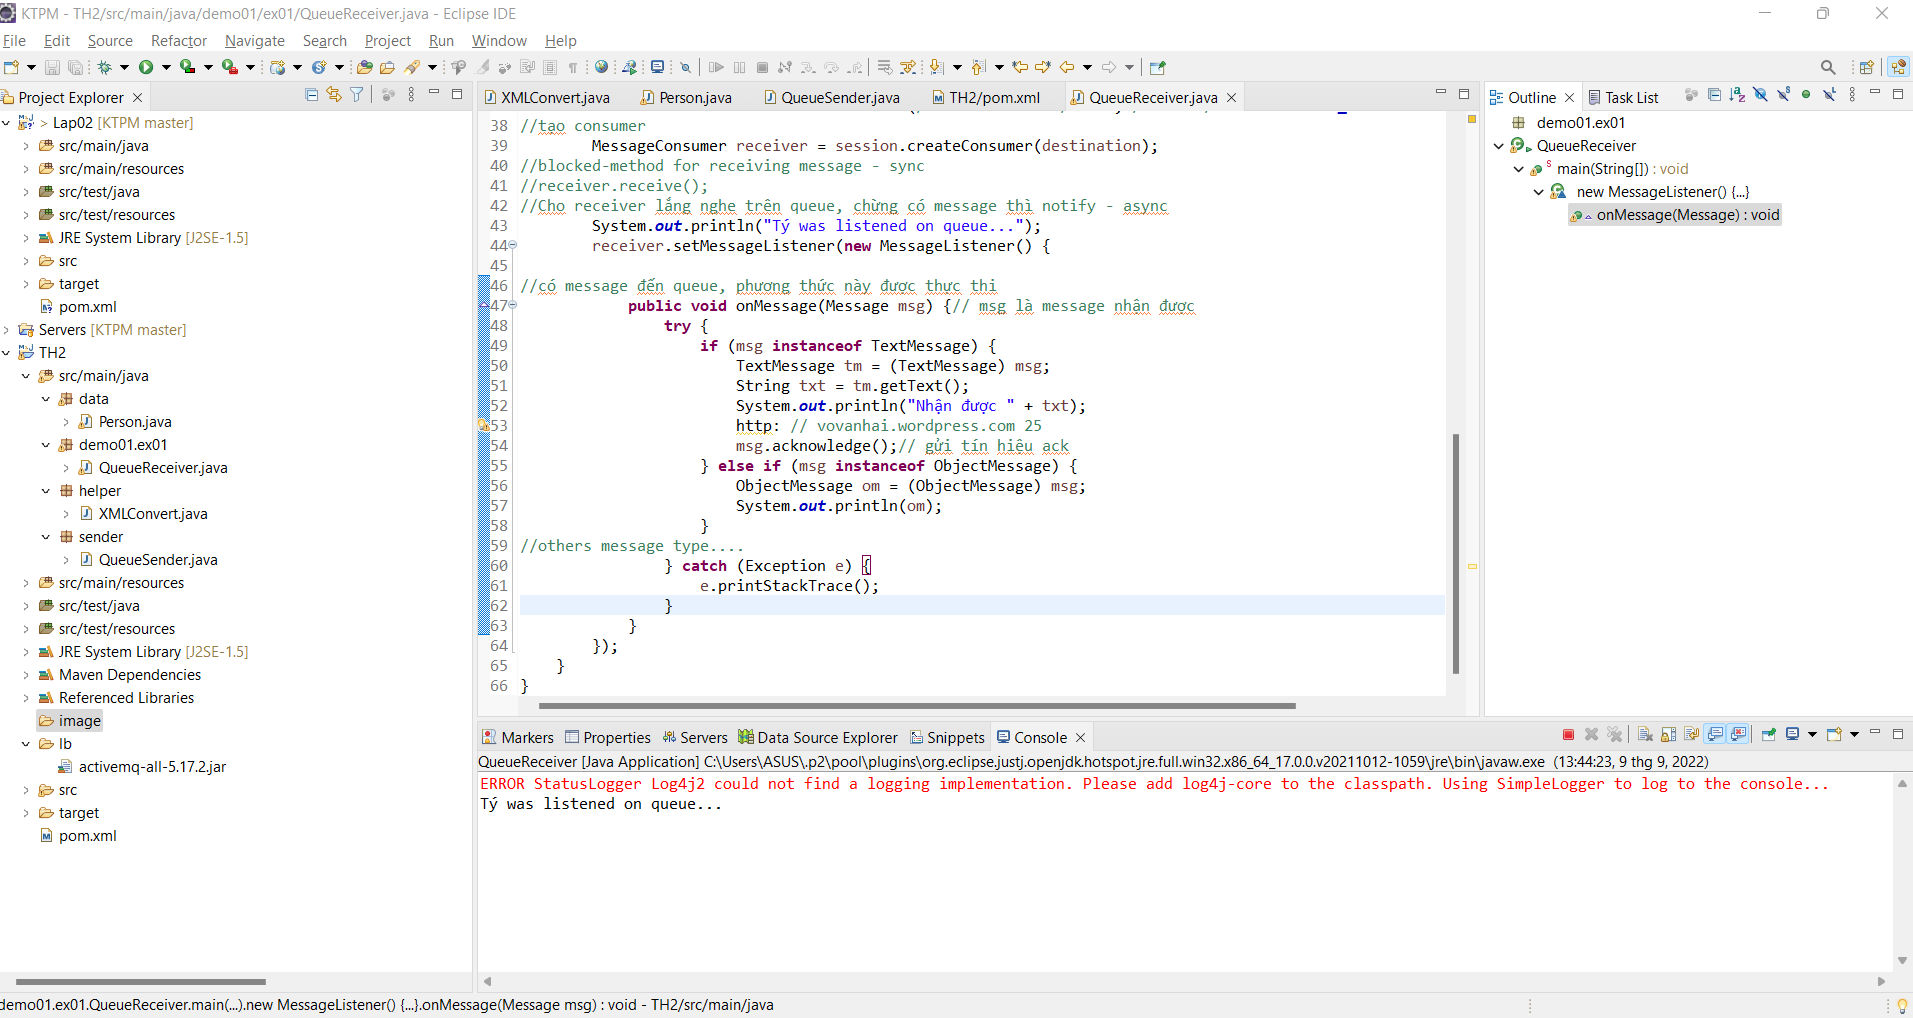 KTPM - TH2/src/main/java/demo01/ex01/QueueReceiver.java - Eclipse IDE
File Edit Source Refactor Navigate Search Project Run Window Help
Project Explorer
Lap02 [KTPM master]
src/main/java
src/main/resources
src/test/java
src/test/resources
JRE System Library [J2SE-1.5]
src
target
pom.xml
Servers [KTPM master]
TH2
src/main/java
data
Person.java
demo01.ex01
QueueReceiver.java
helper
XMLConvert.java
sender
QueueSender.java
src/main/resources
src/test/java
src/test/resources
JRE System Library [J2SE-1.5]
Maven Dependencies
Referenced Libraries
image
lb
activemq-all-5.17.2.jar
src
target
pom.xml
XMLConvert.java Person.java QueueSender.java TH2/pom.xml QueueReceiver.java
38 //tạo consumer
39 MessageConsumer receiver = session.createConsumer(destination);
40 //blocked-method for receiving message - sync
41 //receiver.receive();
42 //Cho receiver lắng nghe trên queue, chừng có message thì notify - async
43 System.out.println("Tý was listened on queue...");
44 receiver.setMessageListener(new MessageListener() {
45
46 //có message đến queue, phương thức này được thực thi
47 public void onMessage(Message msg) {// msg là message nhận được
48 try {
49 if (msg instanceof TextMessage) {
50 TextMessage tm = (TextMessage) msg;
51 String txt = tm.getText();
52 System.out.println("Nhận được " + txt);
53 http: // vovanhai.wordpress.com 25
54 msg.acknowledge();// gửi tín hiệu ack
55 } else if (msg instanceof ObjectMessage) {
56 ObjectMessage om = (ObjectMessage) msg;
57 System.out.println(om);
58 }
59 //others message type....
60 } catch (Exception e) {
61 e.printStackTrace();
62 }
63 }
64 });
65 }
66 }
Outline Task List
demo01.ex01
QueueReceiver
main(String[]) : void
new MessageListener() {...}
onMessage(Message) : void
Markers Properties Servers Data Source Explorer Snippets Console
QueueReceiver [Java Application] C:\Users\ASUS\.p2\pool\plugins\org.eclipse.justj.openjdk.hotspot.jre.full.win32.x86_64_17.0.0.v20211012-1059\jre\bin\javaw.exe (13:44:23, 9 thg 9, 2022)
ERROR StatusLogger Log4j2 could not find a logging implementation. Please add log4j-core to the classpath. Using SimpleLogger to log to the console...
Tý was listened on queue...
demo01.ex01.QueueReceiver.main(...).new MessageListener() {...}.onMessage(Message msg) : void - TH2/src/main/java